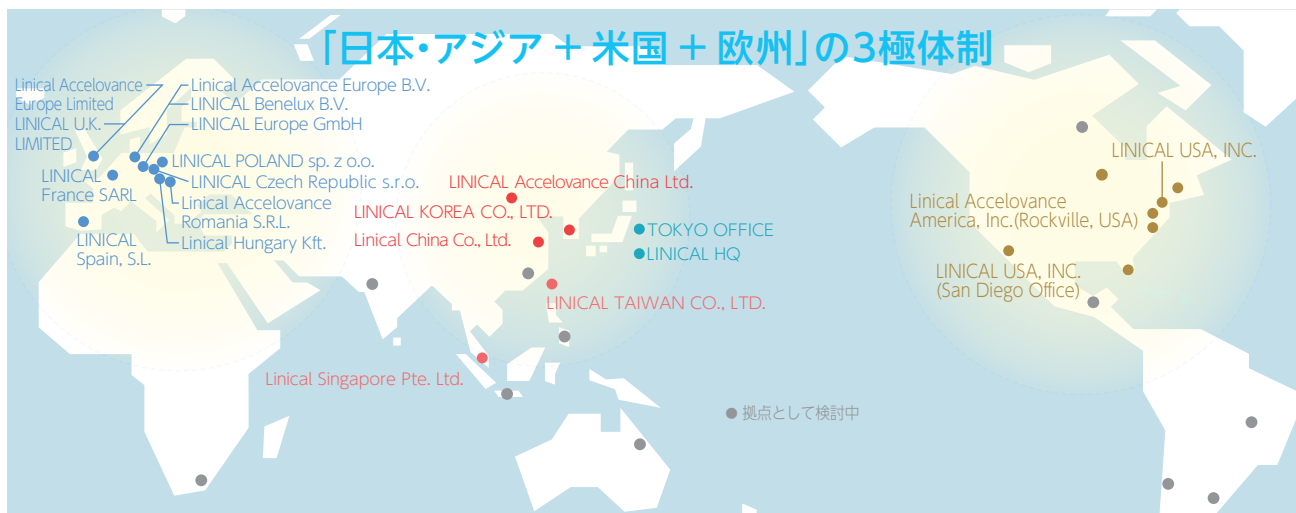 「日本・アジア + 米国 + 欧州」の3極体制
Linical Accelovance
Europe Limited
LINICAL U.K.
LIMITED
Linical Accelovance Europe B.V.
LINICAL Benelux B.V.
LINICAL Europe GmbH
LINICAL POLAND sp. z o.o.
LINICAL Czech Republic s.r.o.
LINICAL
France SARL
Linical Accelovance
Romania S.R.L.
Linical Hungary Kft.
LINICAL
Spain, S.L.
LINICAL Accelovance China Ltd.
LINICAL KOREA CO., LTD.
Linical China Co., Ltd.
TOKYO OFFICE
LINICAL HQ
LINICAL TAIWAN CO., LTD.
Linical Singapore Pte. Ltd.
LINICAL USA, INC.
Linical Accelovance
America, Inc.(Rockville, USA)
LINICAL USA, INC.
(San Diego Office)
拠点として検討中